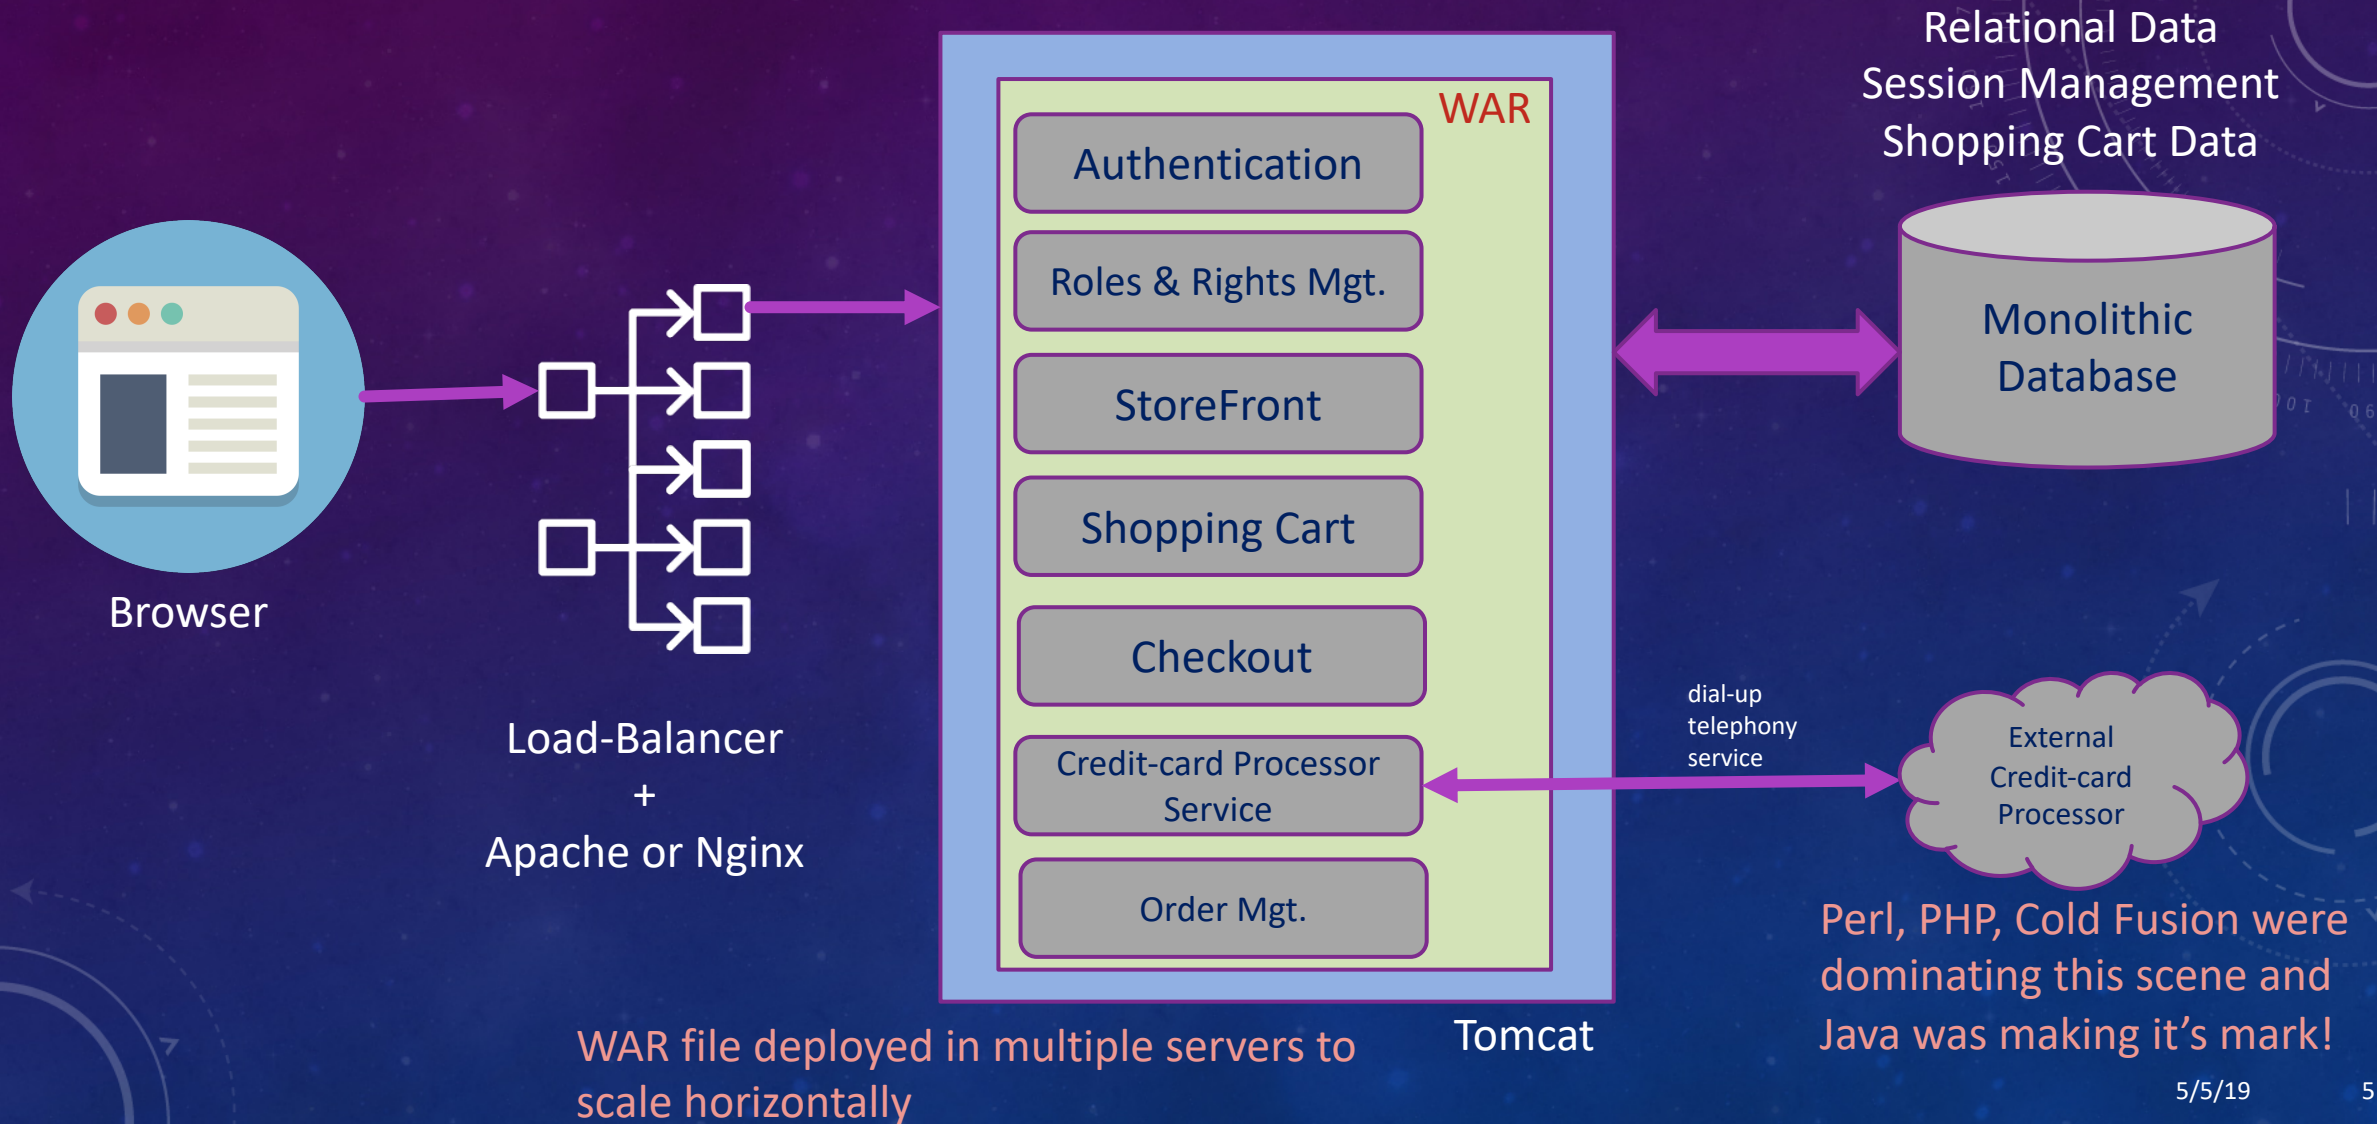 Browser
Load-Balancer
+
Apache or Nginx
WAR
Authentication
Roles & Rights Mgt.
StoreFront
Shopping Cart
Checkout
Credit-card Processor
Service
Order Mgt.
Tomcat
WAR file deployed in multiple servers to
scale horizontally
Relational Data
Session Management
Shopping Cart Data
Monolithic
Database
dial-up
telephony
service
External
Credit-card
Processor
Perl, PHP, Cold Fusion were
dominating this scene and
Java was making it’s mark!
5/5/19
5